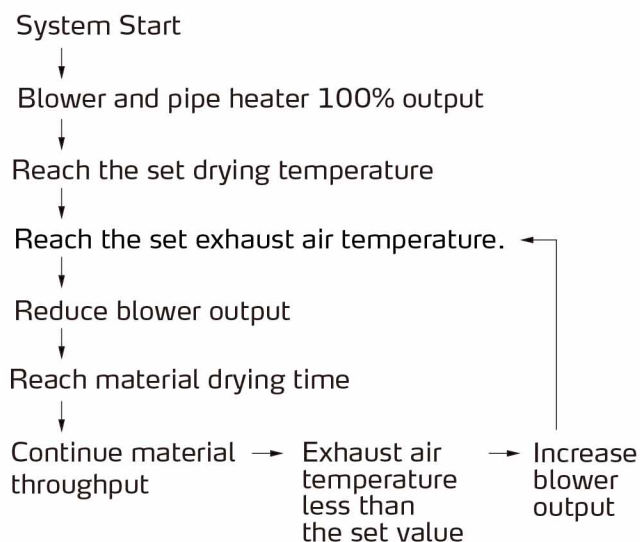 System Start
Blower and pipe heater 100% output
Reach the set drying temperature
Reach the set exhaust air temperature.
Reduce blower output
Reach material drying time
Continue material
throughput
Exhaust air
temperature
less than
the set value
Increase
blower
output